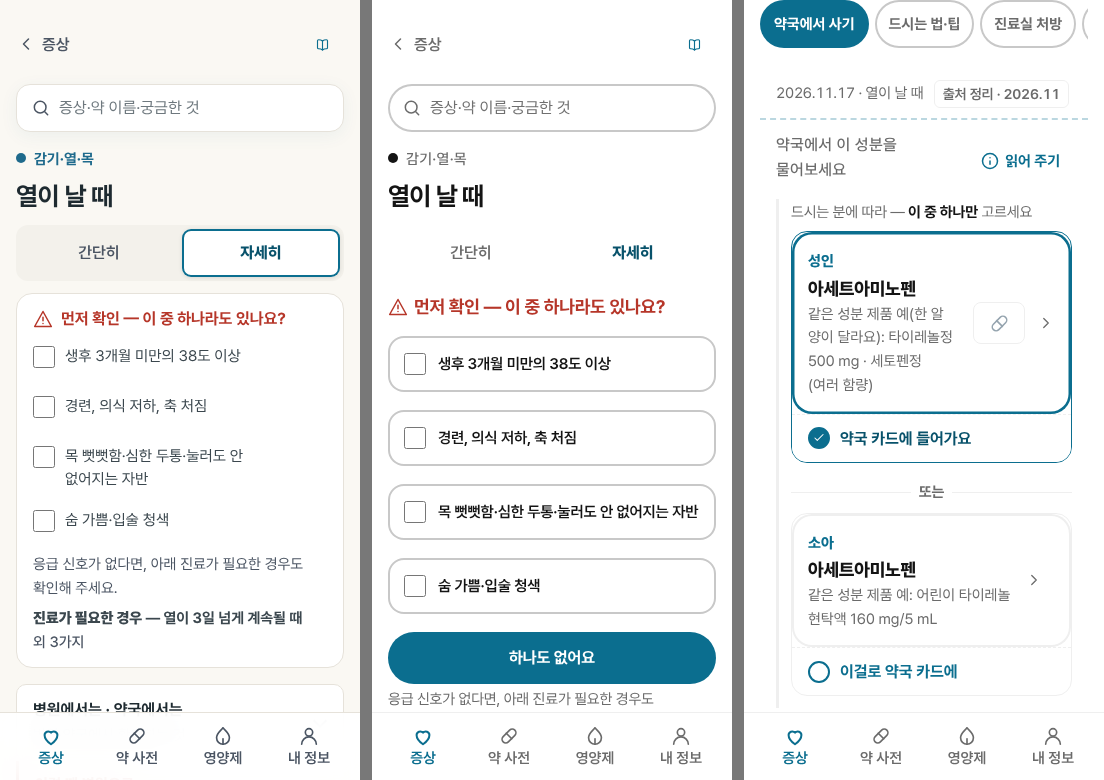 증상
증상·약 이름·궁금한 것
감기·열·목
열이 날 때
간단히
자세히
먼저 확인 — 이 중 하나라도 있나요?
생후 3개월 미만의 38도 이상
경련, 의식 저하, 축 처짐
목 뻣뻣함·심한 두통·눌러도 안
없어지는 자반
숨 가쁨·입술 청색
응급 신호가 없다면, 아래 진료가 필요한 경우도
확인해 주세요.
진료가 필요한 경우 — 열이 3일 넘게 계속될 때
외 3가지
병원에서는 · 약국에서는
증상
약 사전
영양제
내 정보
증상
증상·약 이름·궁금한 것
감기·열·목
열이 날 때
간단히
자세히
먼저 확인 — 이 중 하나라도 있나요?
생후 3개월 미만의 38도 이상
경련, 의식 저하, 축 처짐
목 뻣뻣함·심한 두통·눌러도 안 없어지는 자반
숨 가쁨·입술 청색
하나도 없어요
응급 신호가 없다면, 아래 진료가 필요한 경우도
증상
약 사전
영양제
내 정보
약국에서 사기
드시는 법·팁
진료실 처방
2026.11.17 · 열이 날 때
출처 정리 · 2026.11
약국에서 이 성분을
물어보세요
읽어 주기
드시는 분에 따라 — 이 중 하나만 고르세요
성인
아세트아미노펜
같은 성분 제품 예(한 알
양이 달라요): 타이레놀정
500 mg · 세토펜정
(여러 함량)
약국 카드에 들어가요
또는
소아
아세트아미노펜
같은 성분 제품 예: 어린이 타이레놀
현탁액 160 mg/5 mL
이걸로 약국 카드에
증상
약 사전
영양제
내 정보